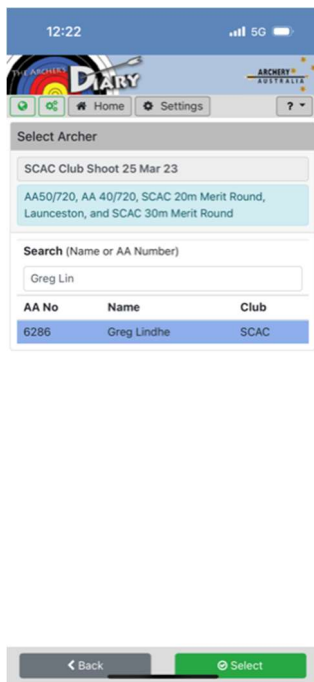 12:22
5G
THE ARCHER'S DIARY
ARCHERY
AUSTRALIA
Home Settings ?
Select Archer
SCAC Club Shoot 25 Mar 23
AA50/720, AA 40/720, SCAC 20m Merit Round,
Launceston, and SCAC 30m Merit Round
Search (Name or AA Number)
Greg Lin
AA No Name Club
6286 Greg Lindhe SCAC
Back Select